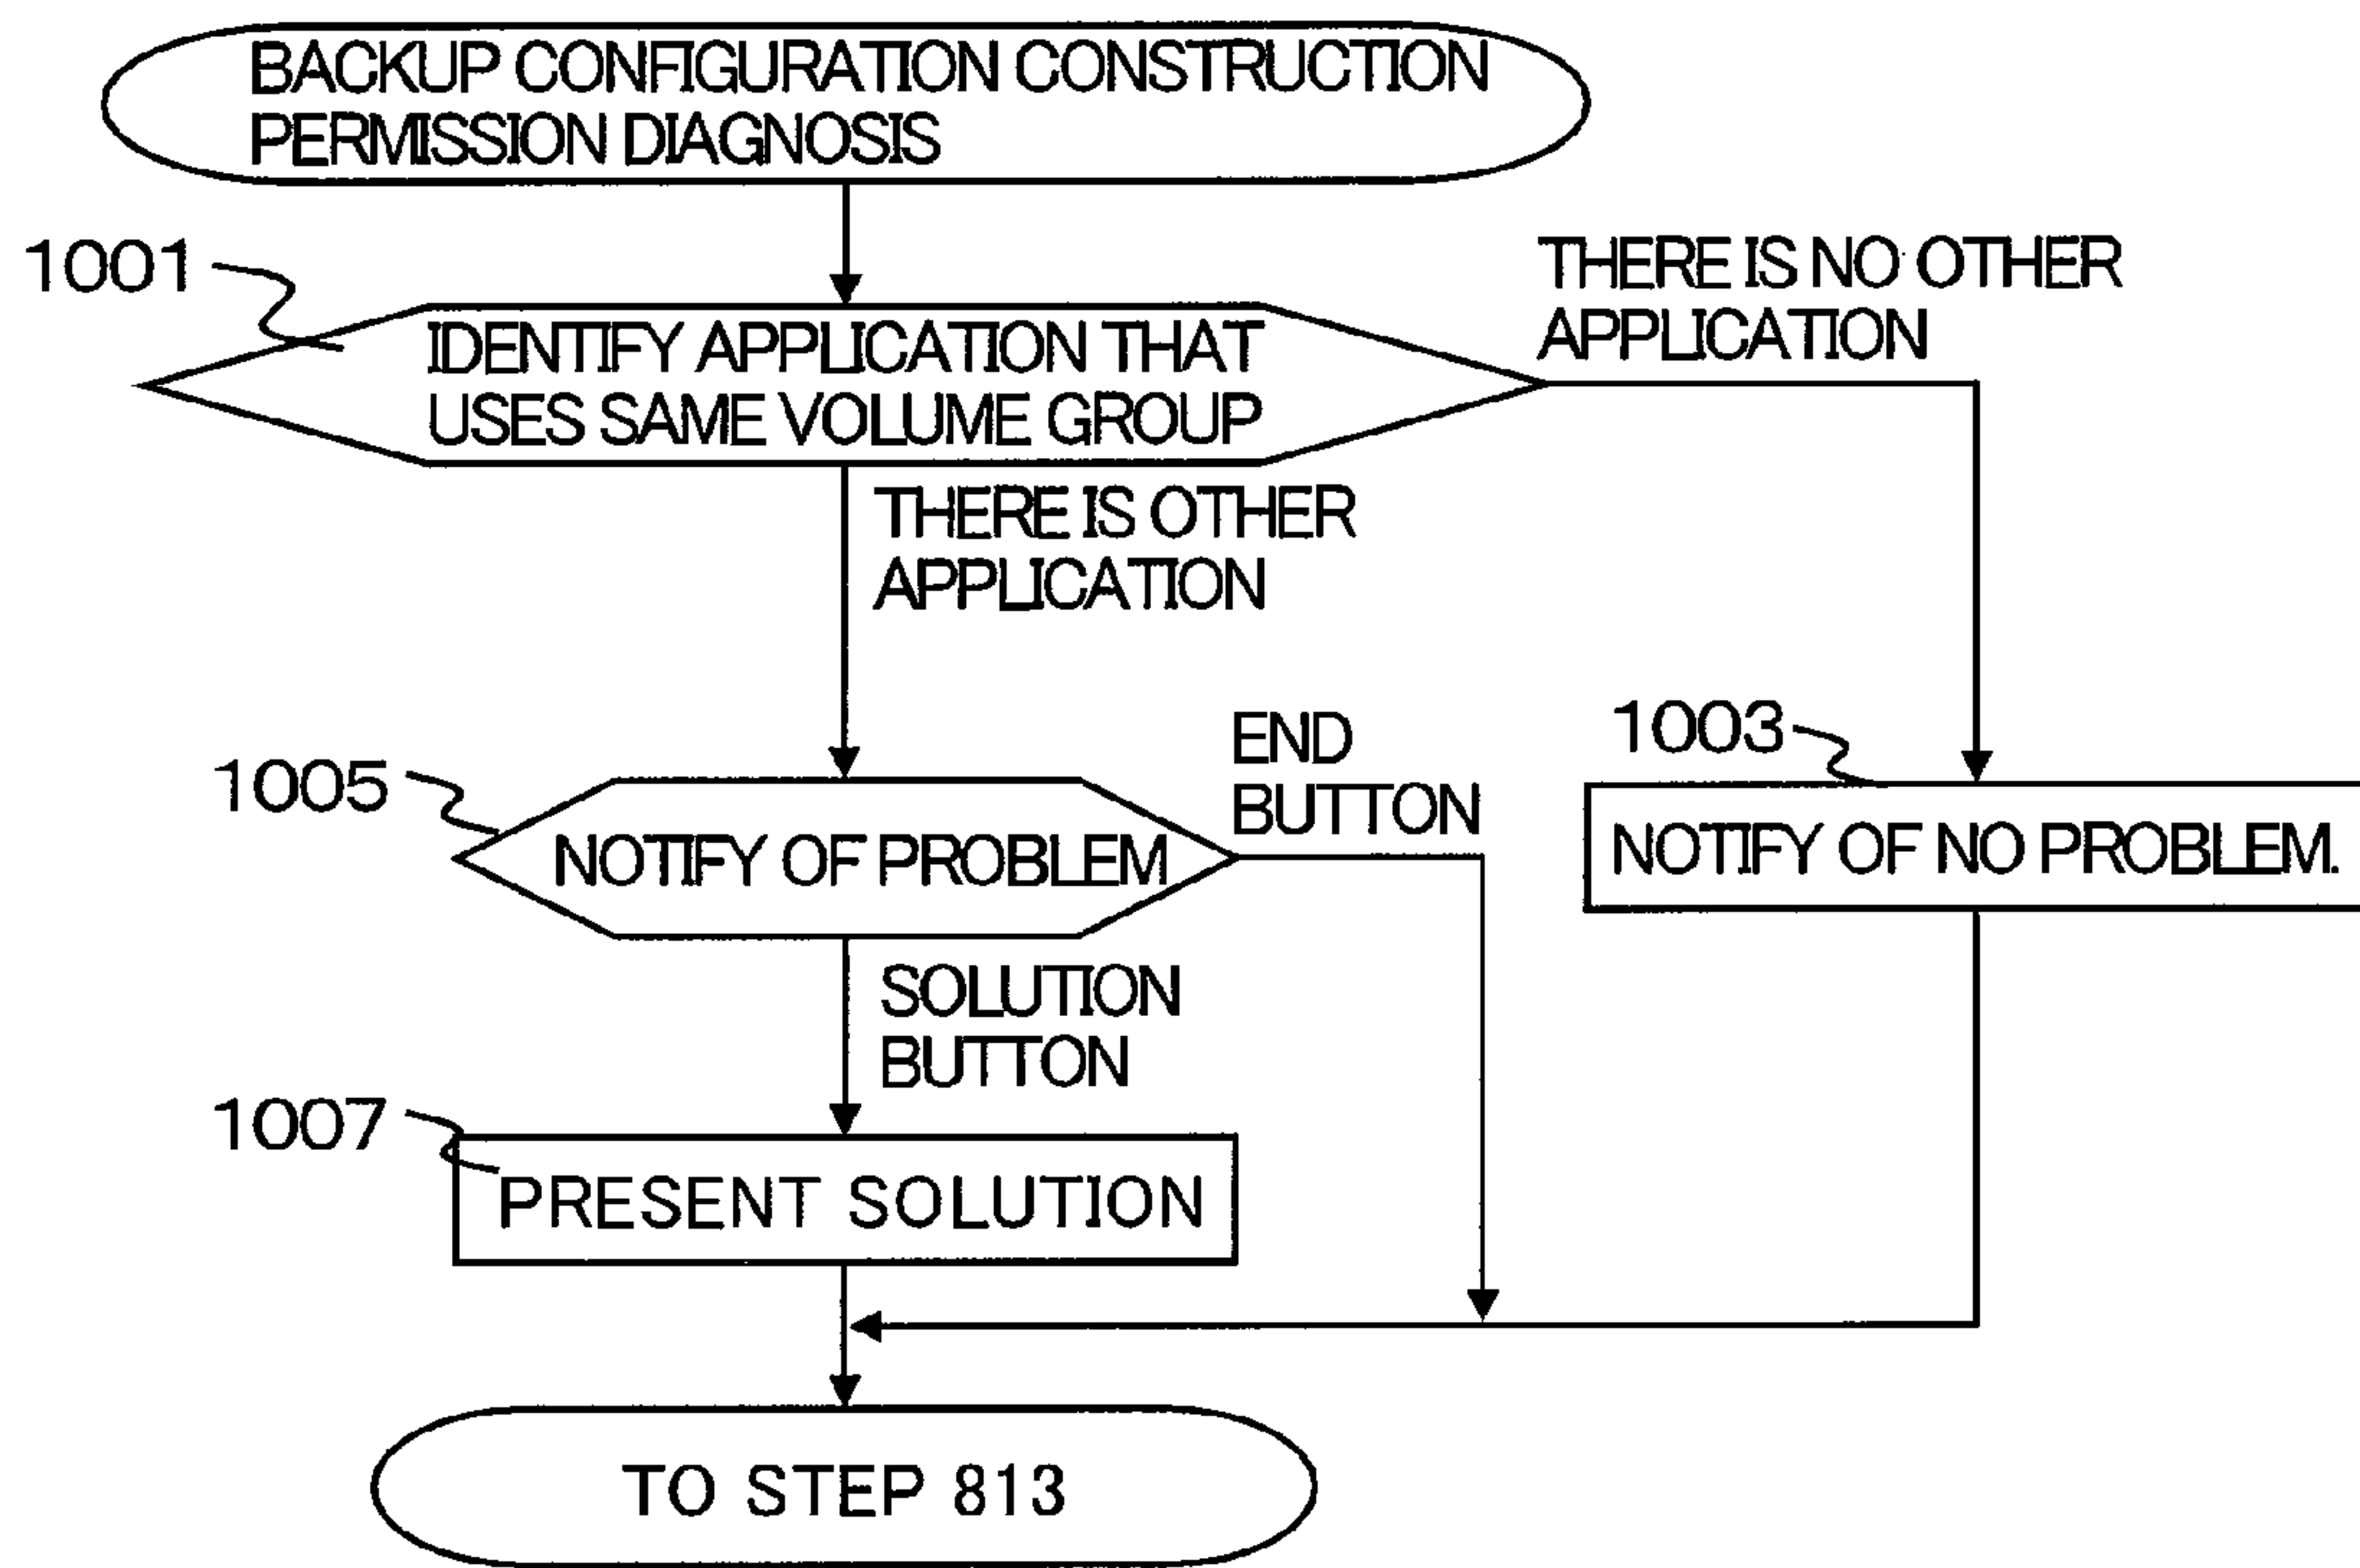 BACKUP CONFIGURATION CONSTRUCTION
PERMISSION DIAGNOSIS
1001
THERE IS NO OTHER
APPLICATION
IDENTIFY APPLICATION THAT
USES SAME VOLUME GROUP
THERE IS OTHER
APPLICATION
1005
END
BUTTON
1003
NOTIFY OF PROBLEM
NOTIFY OF NO PROBLEM.
SOLUTION
BUTTON
1007
PRESENT SOLUTION
TO STEP 813